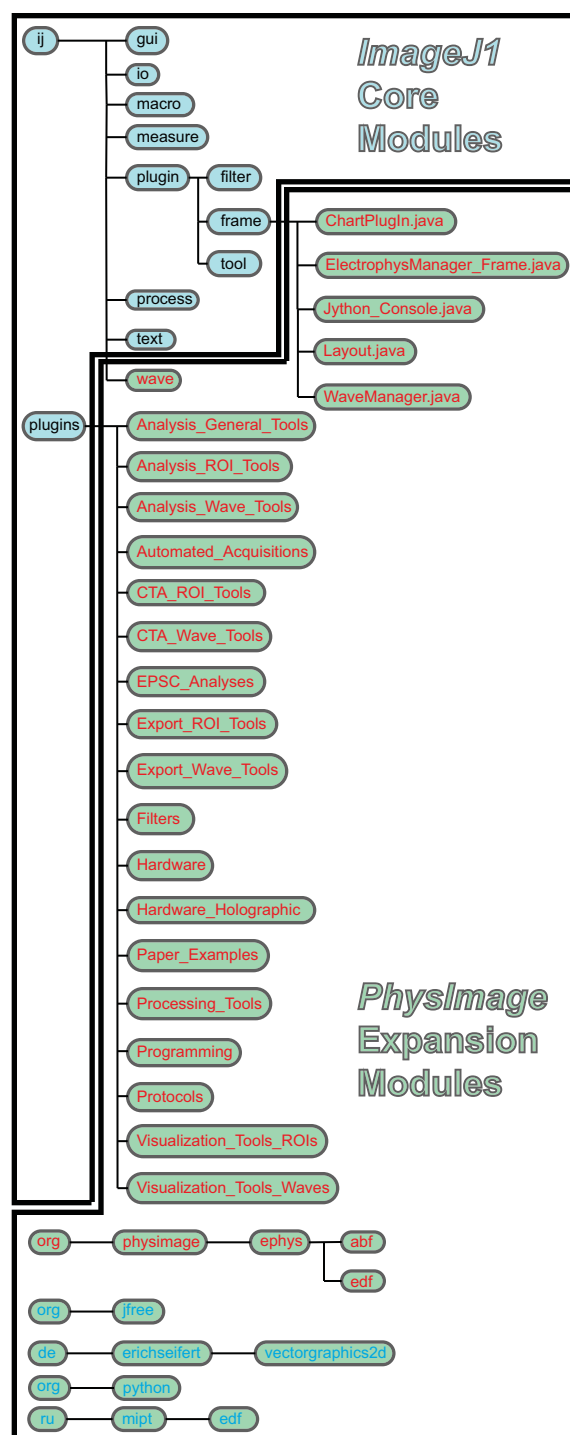 ij
gui
ImageJ1
Core
Modules
io
macro
measure
plugin
filter
frame
tool
ChartPlugIn.java
ElectrophysManager_Frame.java
Jython_Console.java
Layout.java
WaveManager.java
process
text
wave
plugins
Analysis_General_Tools
Analysis_ROI_Tools
Analysis_Wave_Tools
Automated_Acquisitions
CTA_ROI_Tools
CTA_Wave_Tools
EPSC_Analyses
Export_ROI_Tools
Export_Wave_Tools
Filters
Hardware
Hardware_Holographic
Paper_Examples
Processing_Tools
Programming
Protocols
Visualization_Tools_ROIs
Visualization_Tools_Waves
PhysImage
Expansion
Modules
org
physimage
ephys
abf
edf
org
jfree
de
erichseifert
vectorgraphics2d
org
python
ru
mipt
edf